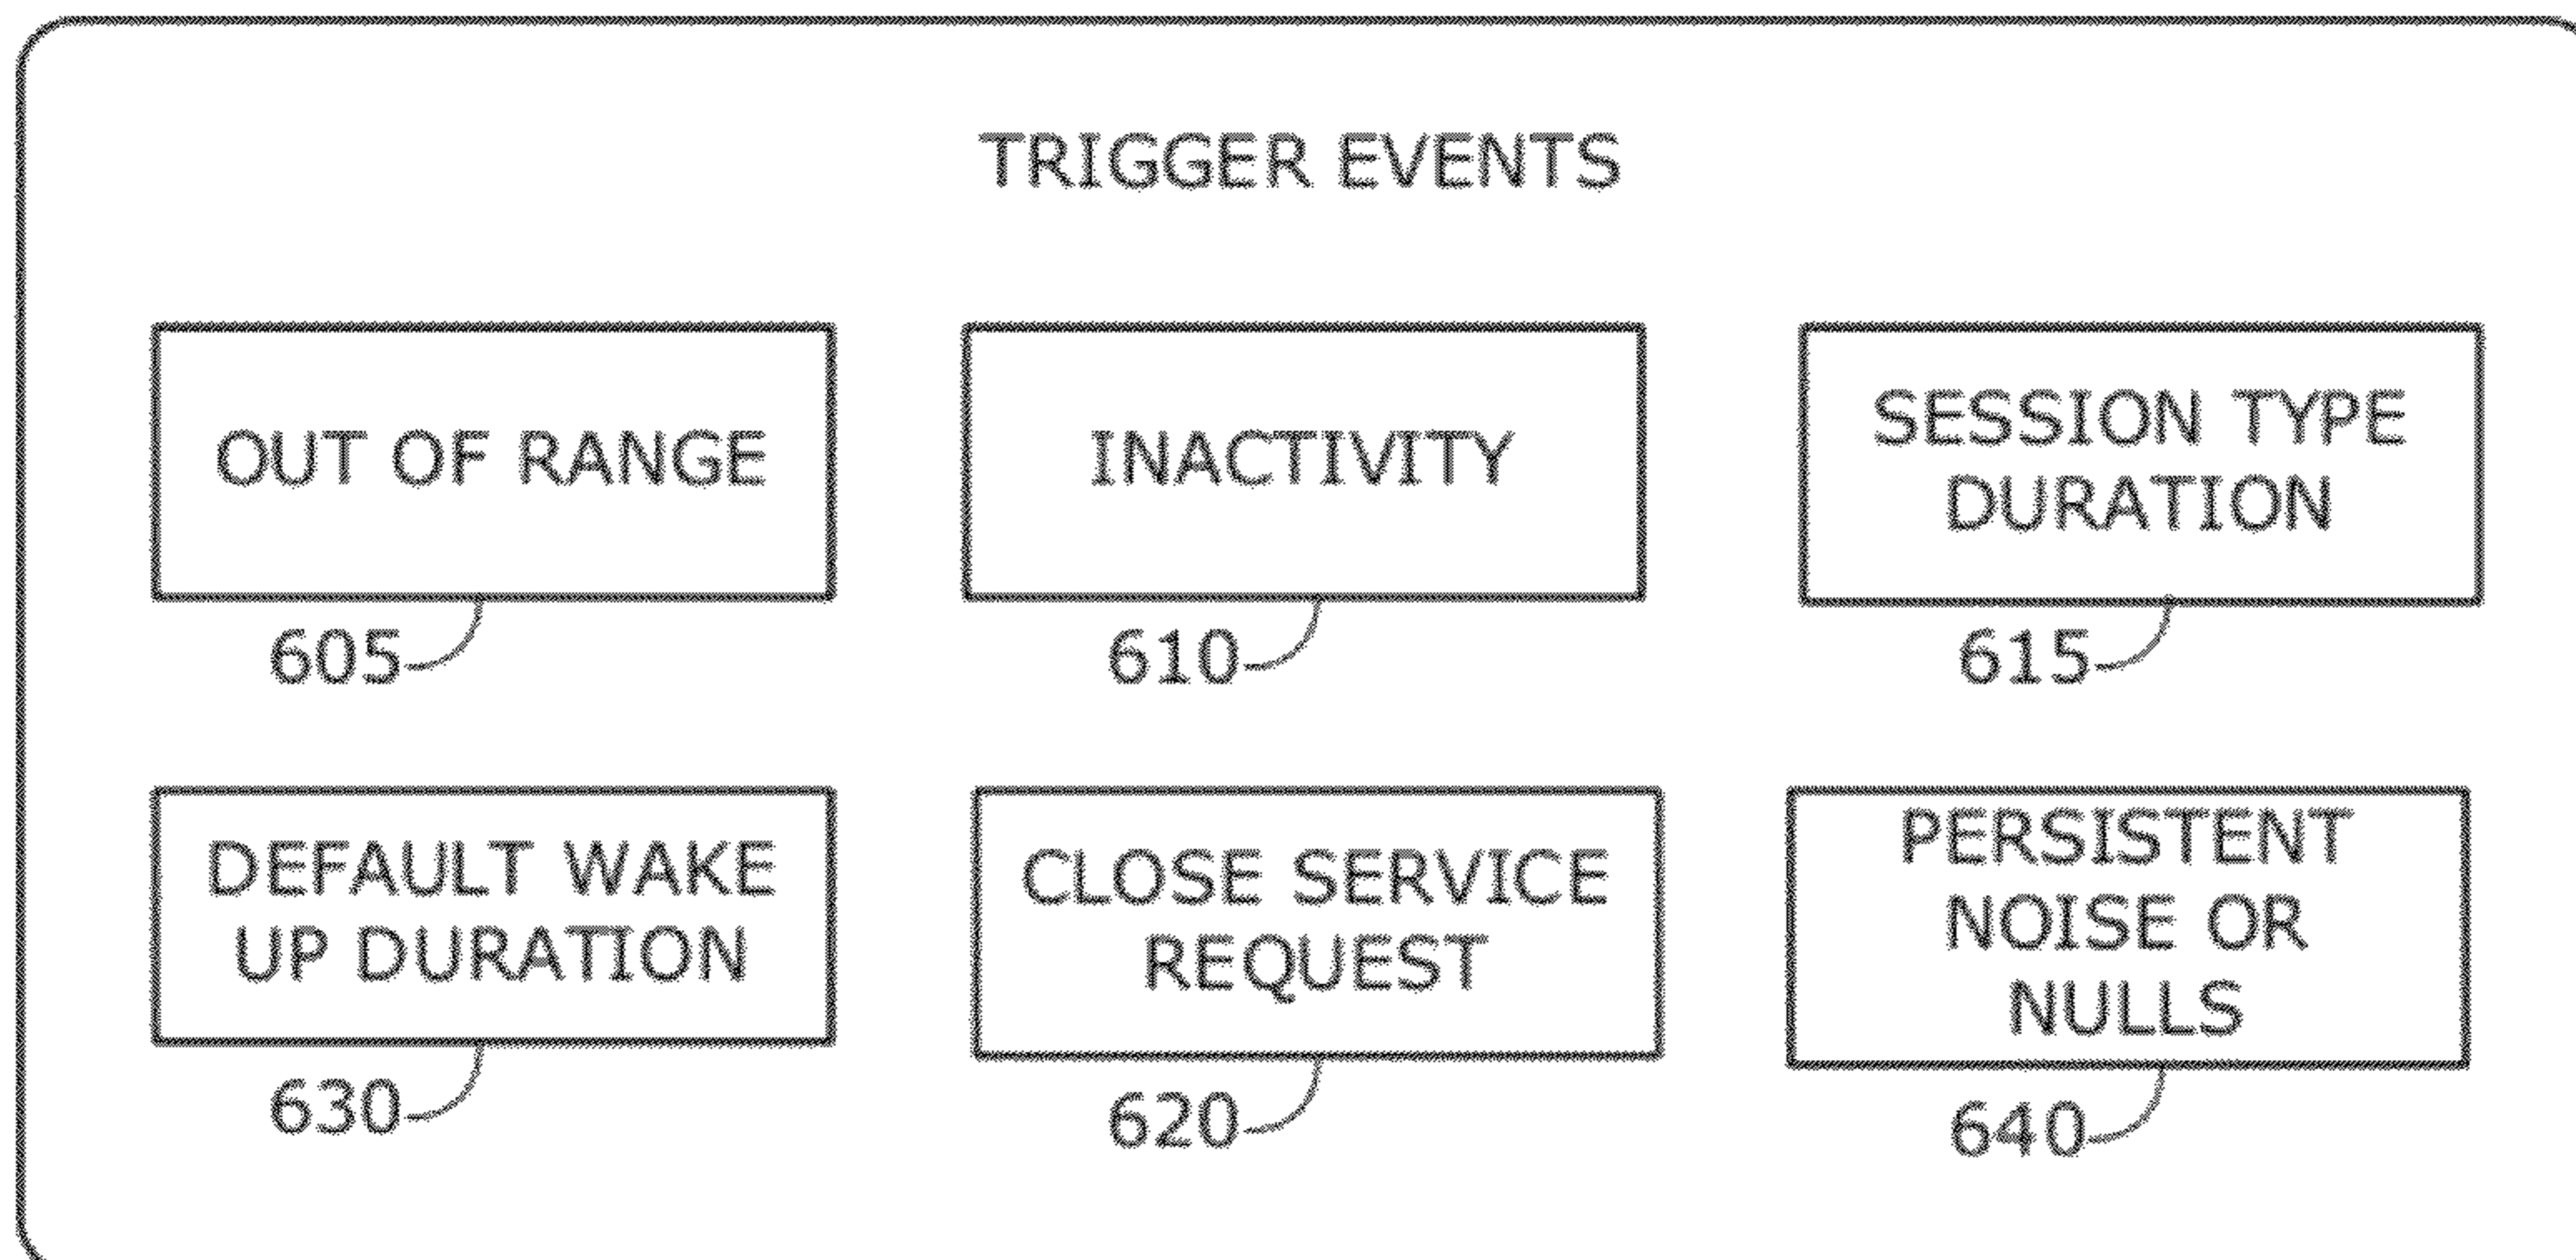 TRIGGER EVENTS
OUT OF RANGE
605
INACTIVITY
610
SESSION TYPE
DURATION
615
DEFAULT WAKE
UP DURATION
630
CLOSE SERVICE
REQUEST
620
PERSISTENT
NOISE OR
NULLS
640